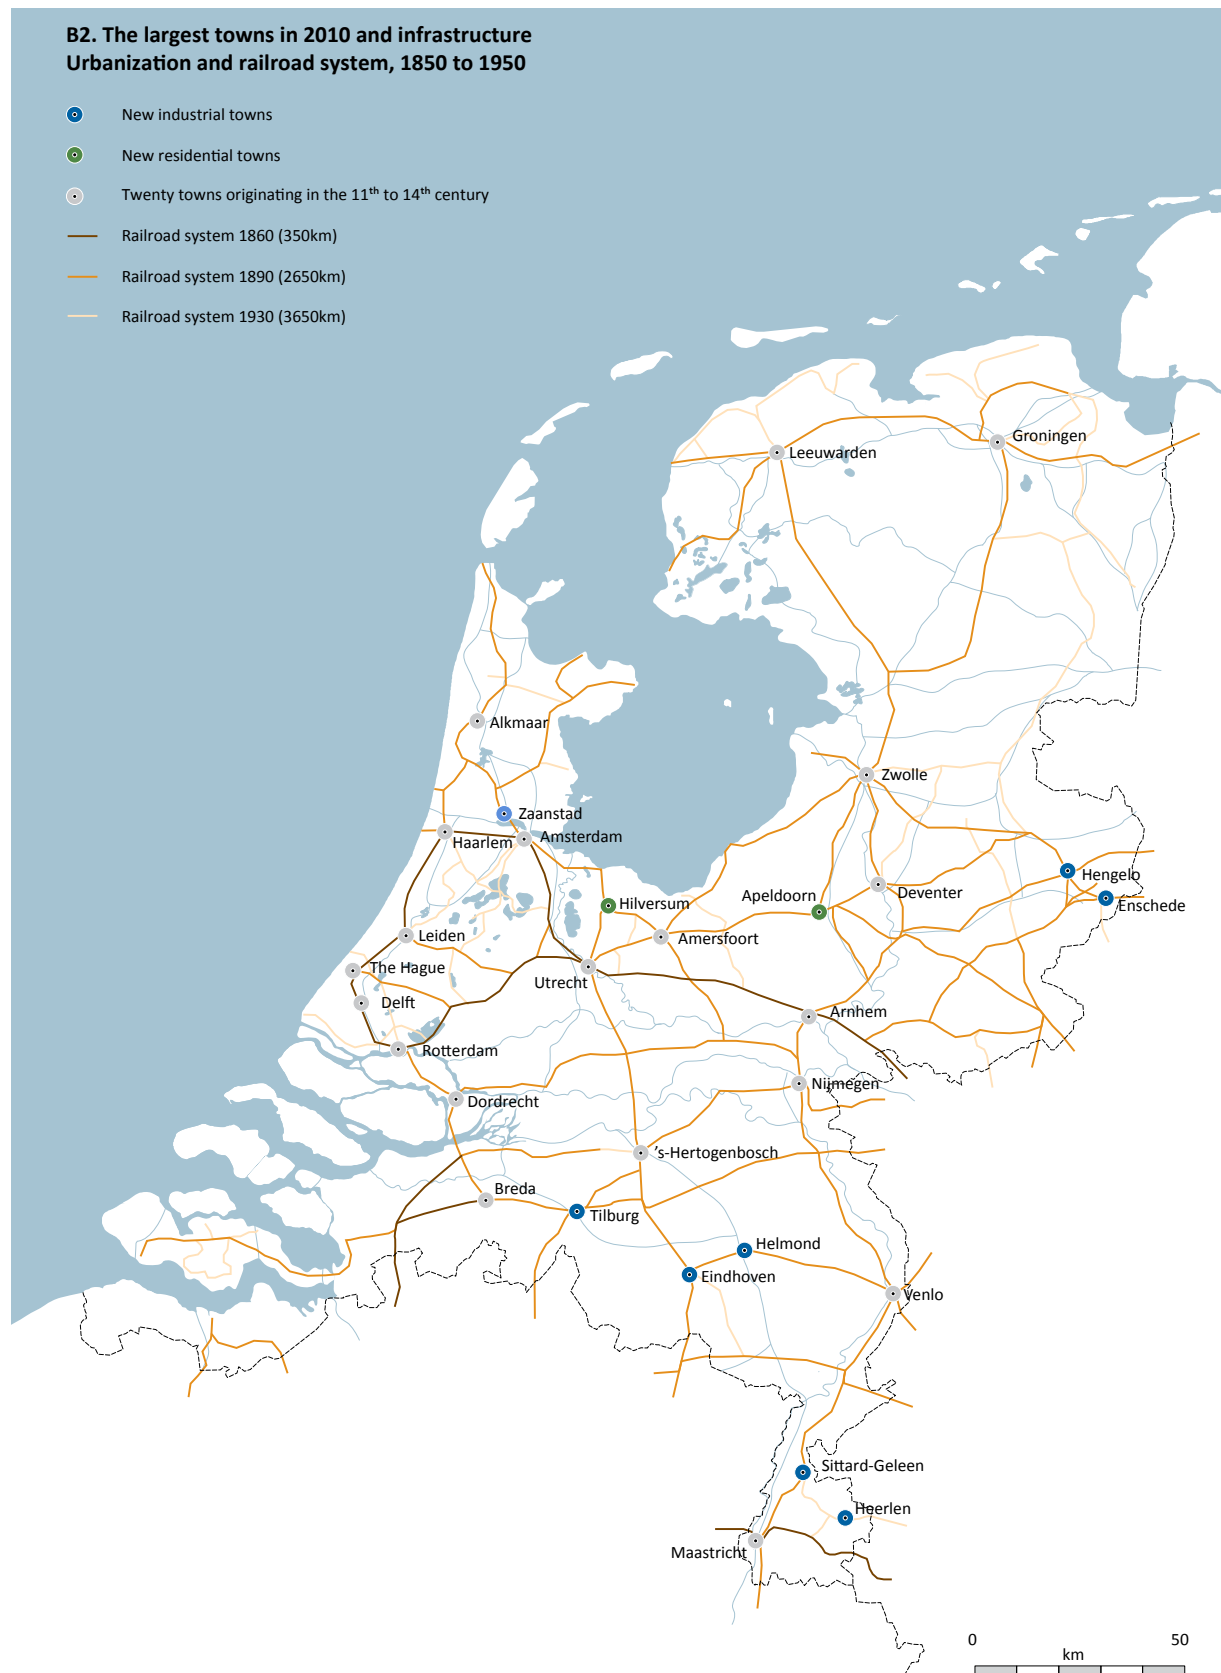 B2. The largest towns in 2010 and infrastructure
Urbanization and railroad system, 1850 to 1950
New industrial towns
New residential towns
Twenty towns originating in the 11th to 14th century
Railroad system 1860 (350km)
Railroad system 1890 (2650km)
Railroad system 1930 (3650km)
Groningen
Leeuwarden
Alkmaar
Zwolle
Zaanstad
Haarlem
Amsterdam
Hengelo
Apeldoorn
Deventer
Hilversum
Enschede
Leiden
Amersfoort
The Hague
Utrecht
Delft
Arnhem
Rotterdam
Nijmegen
Dordrecht
's-Hertogenbosch
Breda
Tilburg
Helmond
Eindhoven
Venlo
Sittard-Geleen
Heerlen
Maastricht
0 50
km